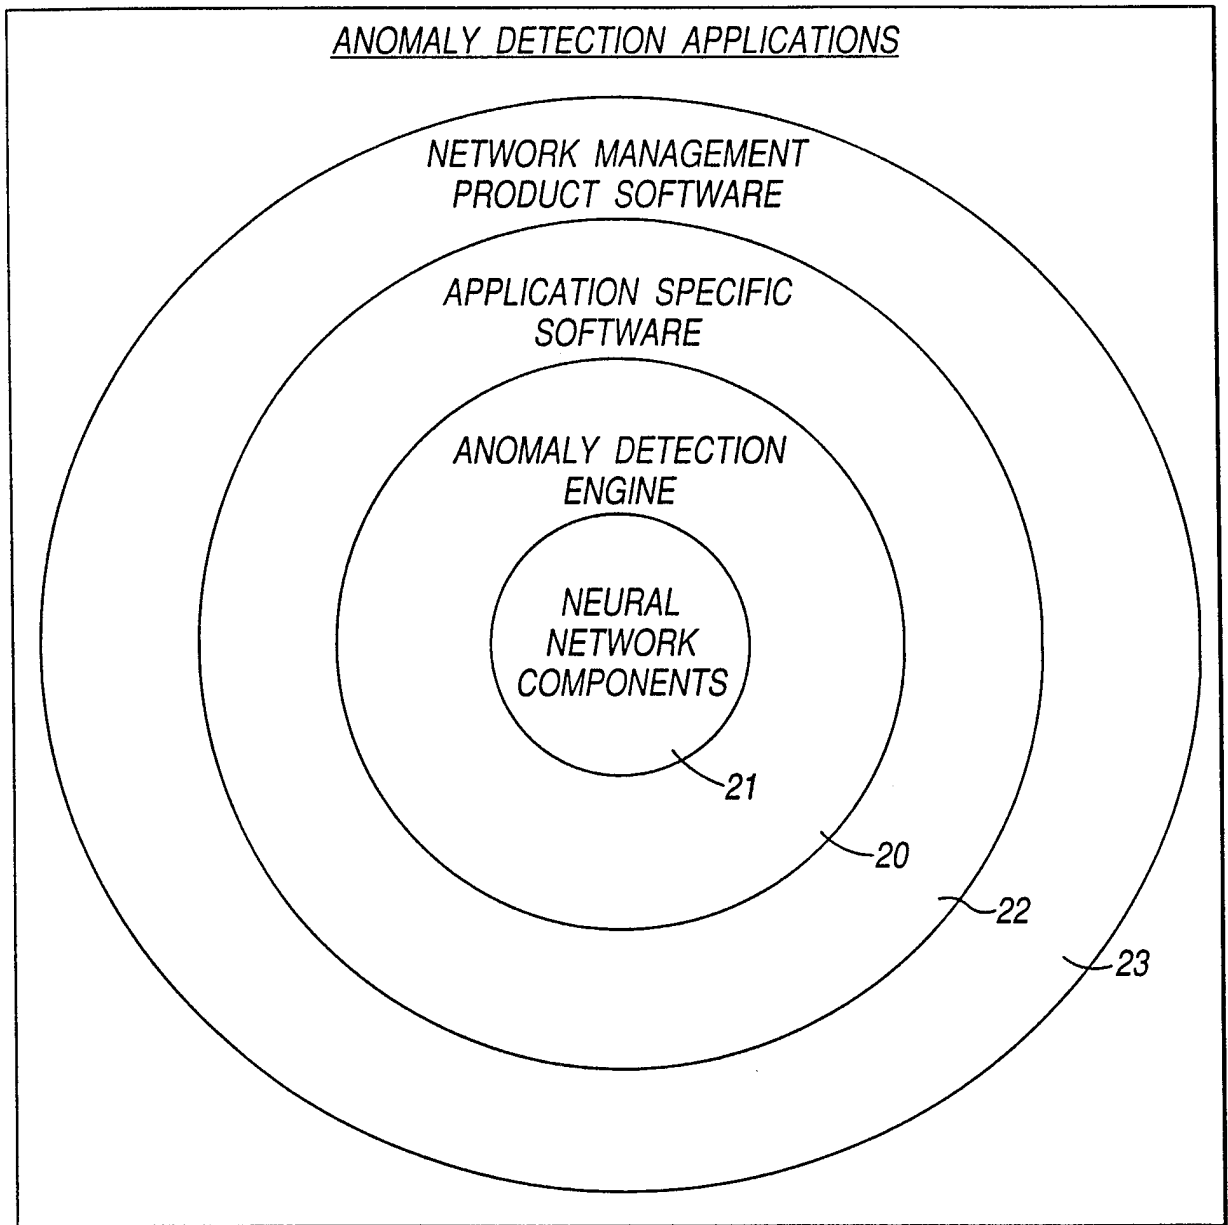 ANOMALY DETECTION APPLICATIONS
NETWORK MANAGEMENT
PRODUCT SOFTWARE
APPLICATION SPECIFIC
SOFTWARE
ANOMALY DETECTION
ENGINE
NEURAL
NETWORK
COMPONENTS
21
20
22
23